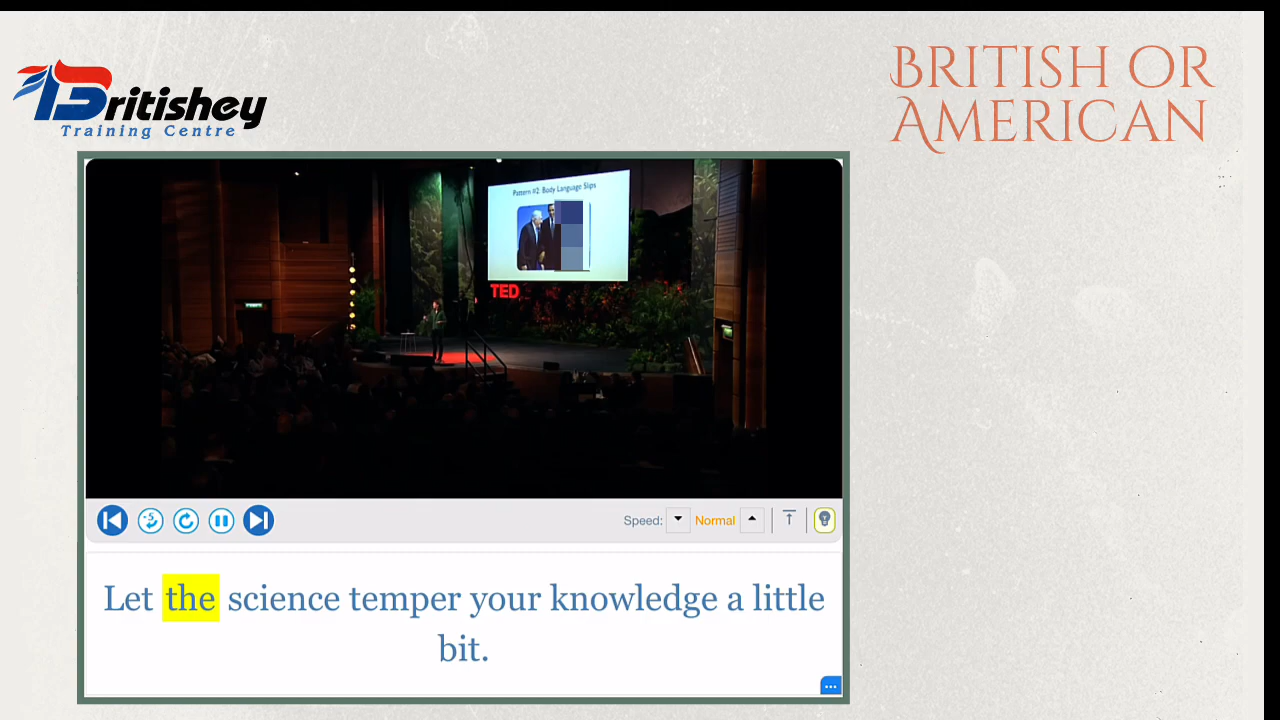 Britishey
Training Centre
BRITISH OR
AMERICAN
Pattern #2: Body Language Slips
TED
5
Speed:
Normal
Let the science temper your knowledge a little
bit.